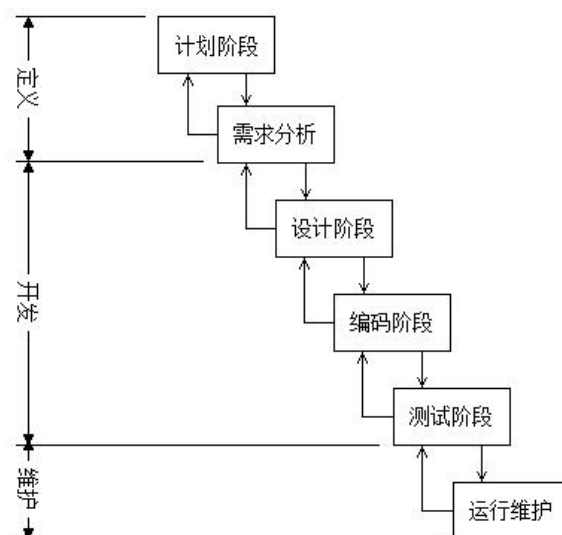 计划阶段
定义
需求分析
设计阶段
开发
编码阶段
测试阶段
维护
运行维护